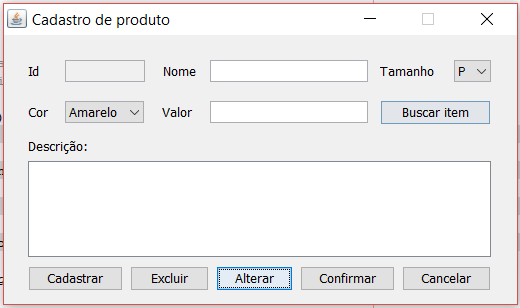 Cadastro de produto
Id Nome Tamanho P
Cor Amarelo Valor Buscar item
Descrição:
Cadastrar Excluir Alterar Confirmar Cancelar